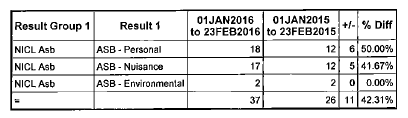 Result Group 1 Result 1 01JAN2016 to 23FEB2016 01JAN2015 to 23FEB2015 +/- % Diff
NICL Asb ASB - Personal 18 12 6 50.00%
NICL Asb ASB - Nuisance 17 12 5 41.67%
NICL Asb ASB - Environmental 2 2 0 0.00%
= 37 26 11 42.31%